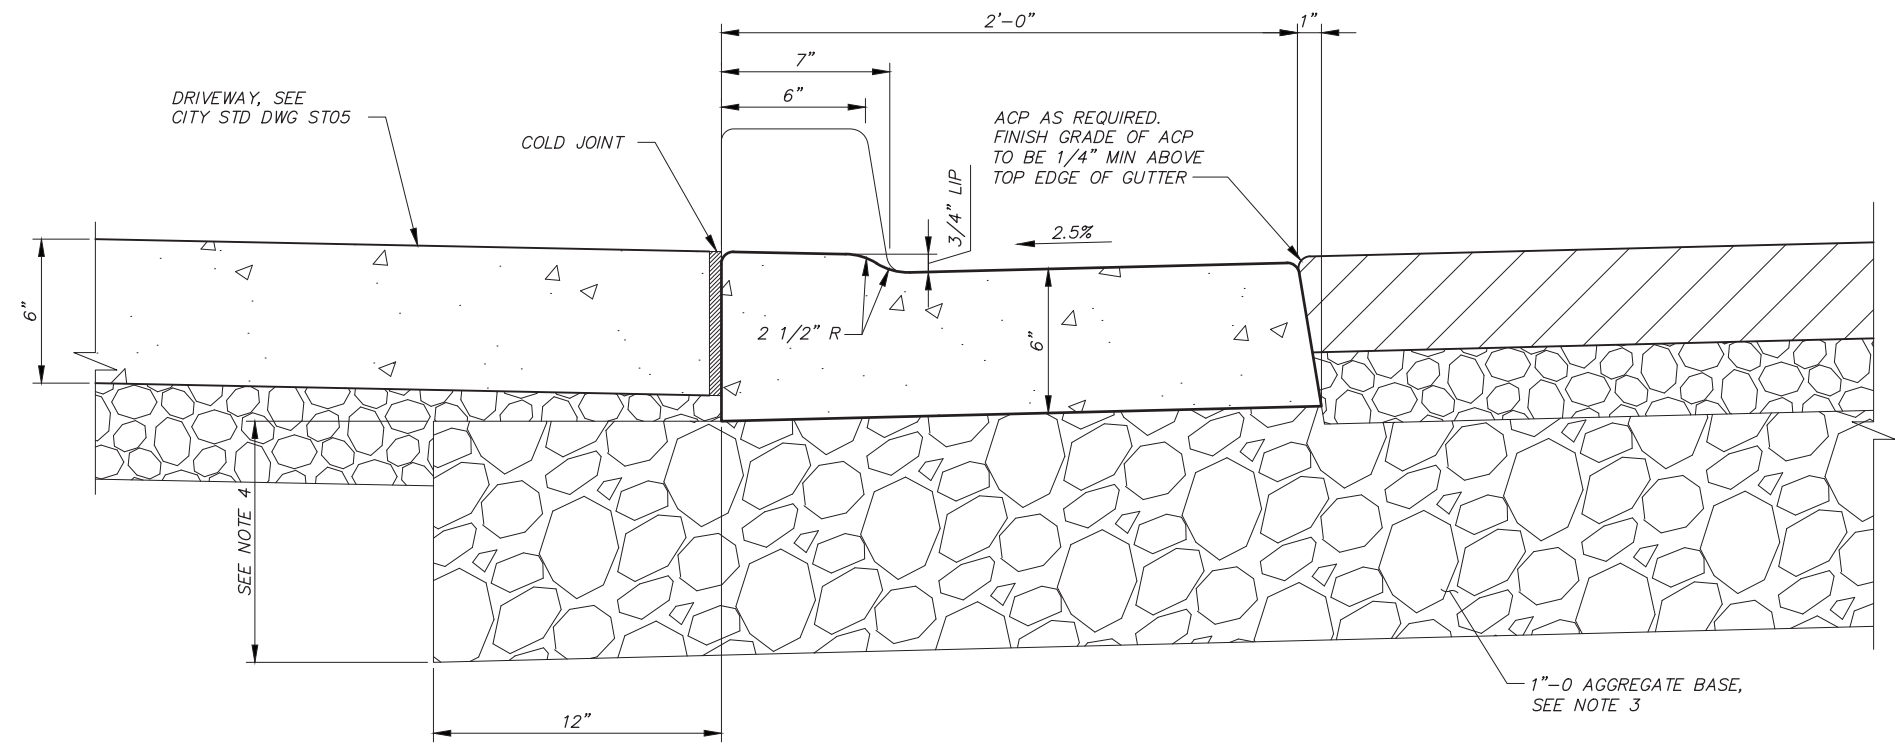 2'-0"
1"
7"
6"
DRIVEWAY, SEE
CITY STD DWG ST05
COLD JOINT
ACP AS REQUIRED.
FINISH GRADE OF ACP
TO BE 1/4" MIN ABOVE
TOP EDGE OF GUTTER
3/4" LIP
2.5%
6"
2 1/2" R
6"
SEE NOTE 4
1"-0 AGGREGATE BASE,
SEE NOTE 3
12"